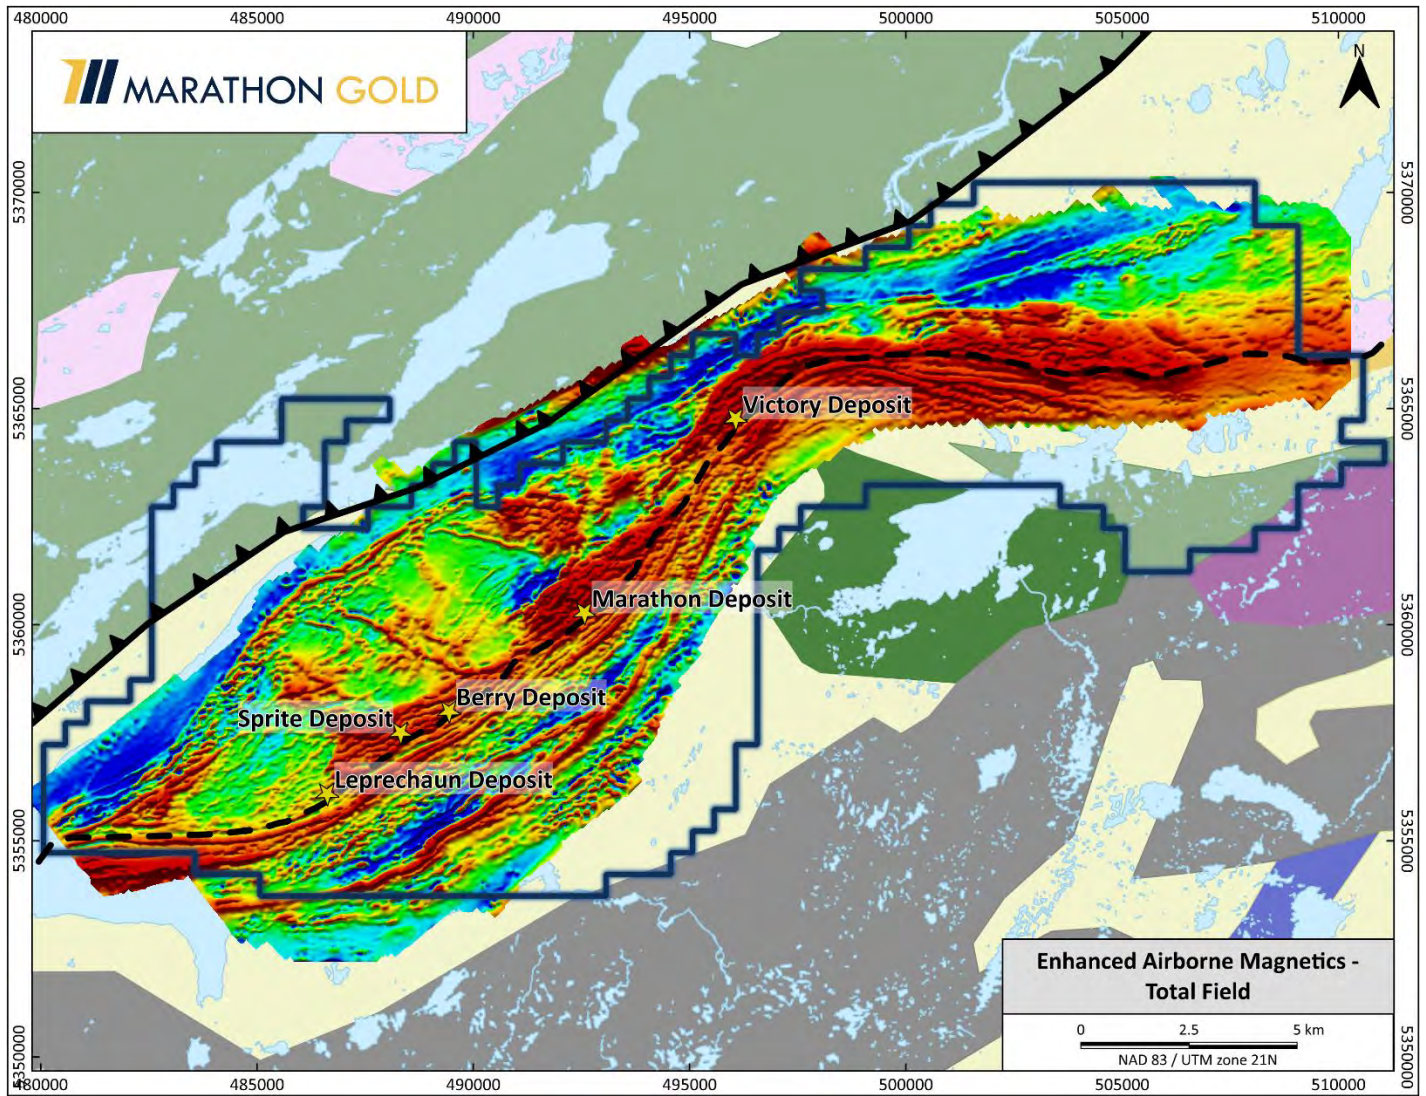 480000 485000 490000 495000 500000 505000 510000
MARATHON GOLD
N
5370000
5370000
5365000
5365000
Victory Deposit
Marathon Deposit
5360000
5360000
Berry Deposit
Sprite Deposit
Leprechaun Deposit
5355000
5355000
Enhanced Airborne Magnetics -
Total Field
0 2.5 5 km
NAD 83 / UTM zone 21N
5350000
5350000
480000 485000 490000 495000 500000 505000 510000